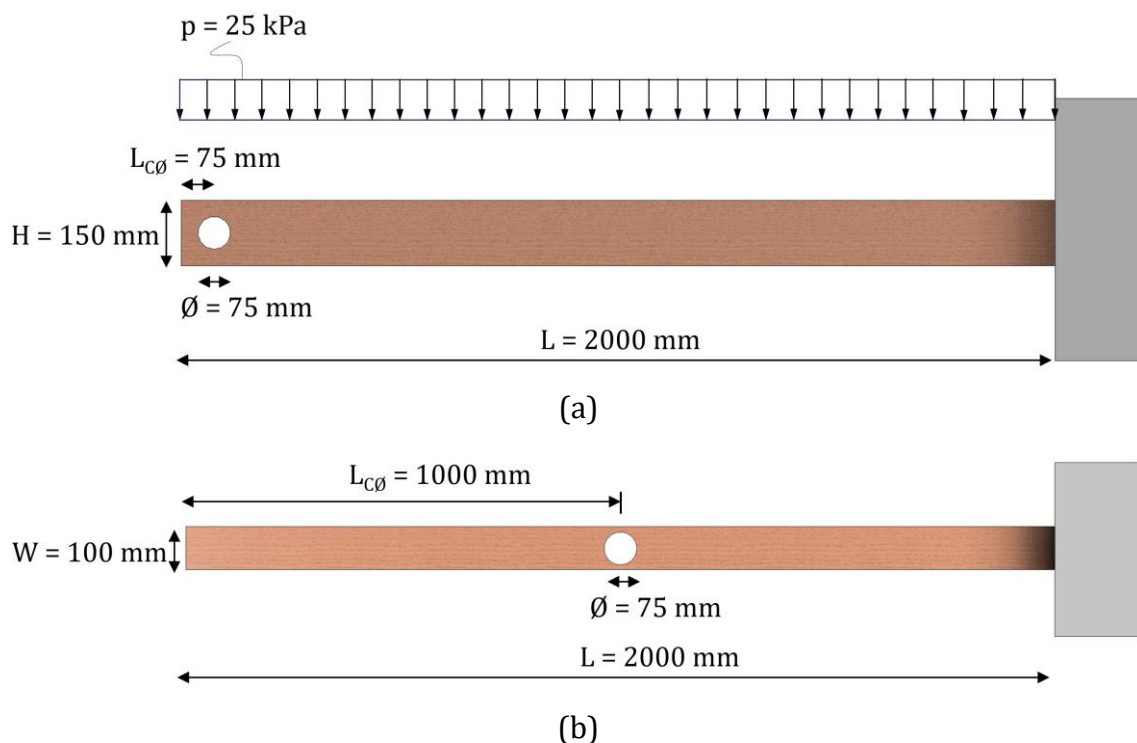 p = 25 kPa
L_CØ = 75 mm
H = 150 mm
Ø = 75 mm
L = 2000 mm
(a)
L_CØ = 1000 mm
W = 100 mm
Ø = 75 mm
L = 2000 mm
(b)